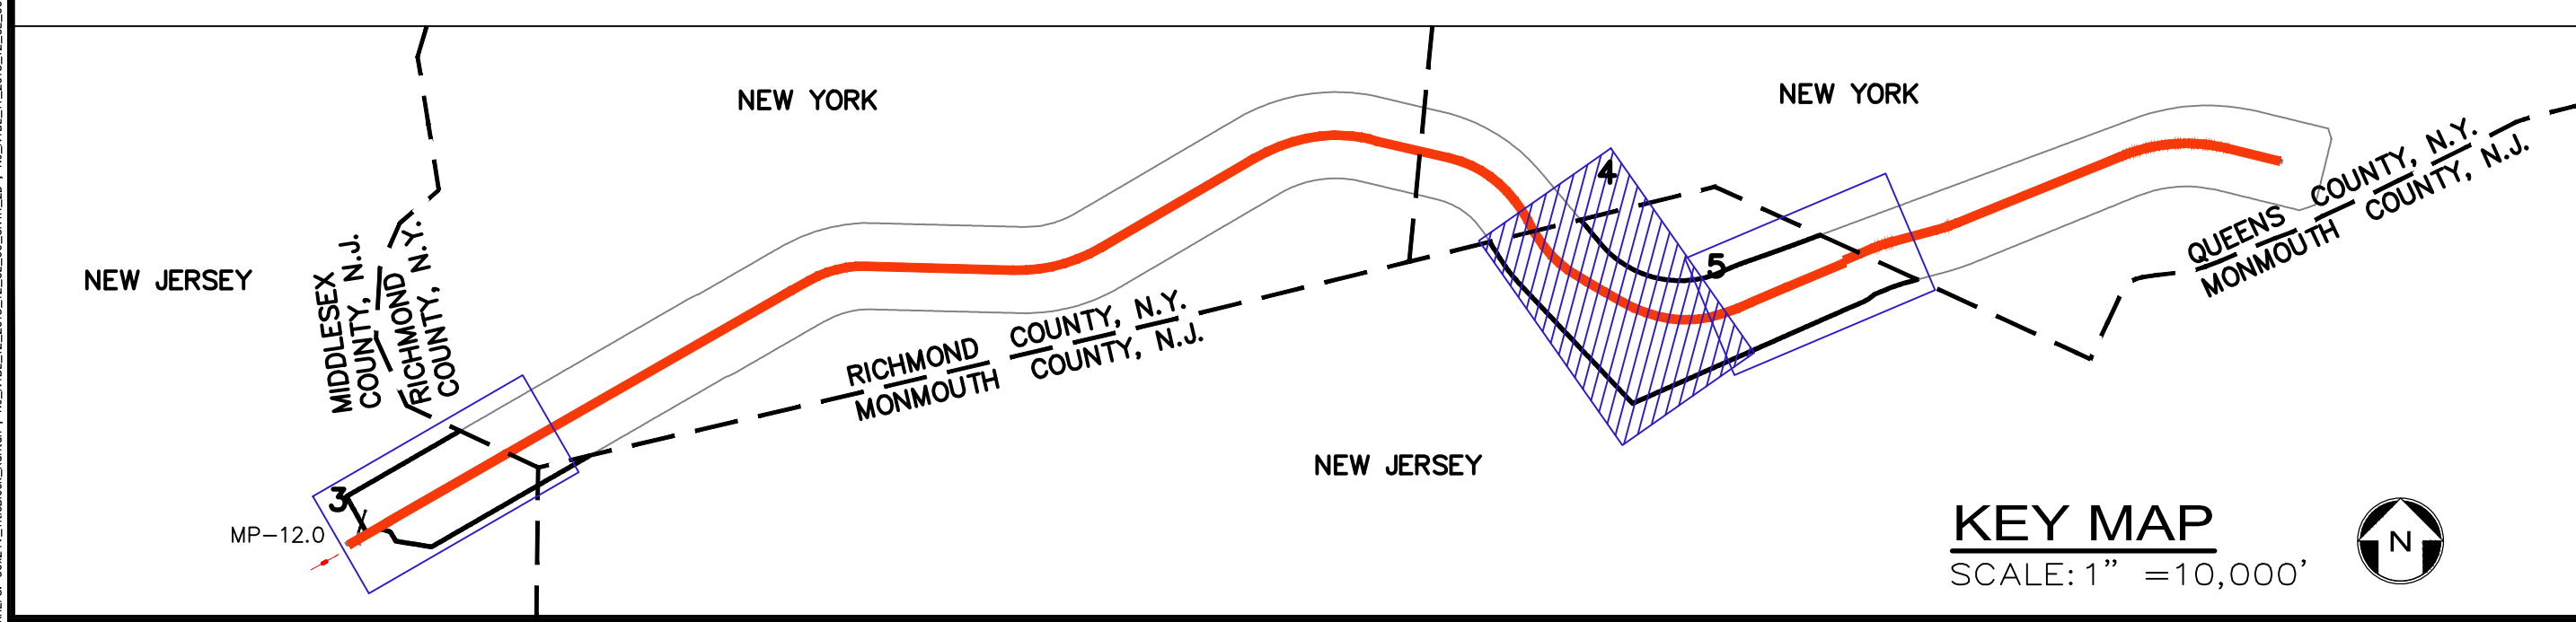 NEW YORK
NEW YORK
NEW JERSEY
MIDDLESEX
COUNTY, N.J.
RICHMOND
COUNTY, N.Y.
4
5
QUEENS COUNTY, N.Y.
MONMOUTH COUNTY, N.J.
RICHMOND COUNTY, N.Y.
MONMOUTH COUNTY, N.J.
NEW JERSEY
3
MP-12.0
KEY MAP
SCALE: 1" =10,000'
N